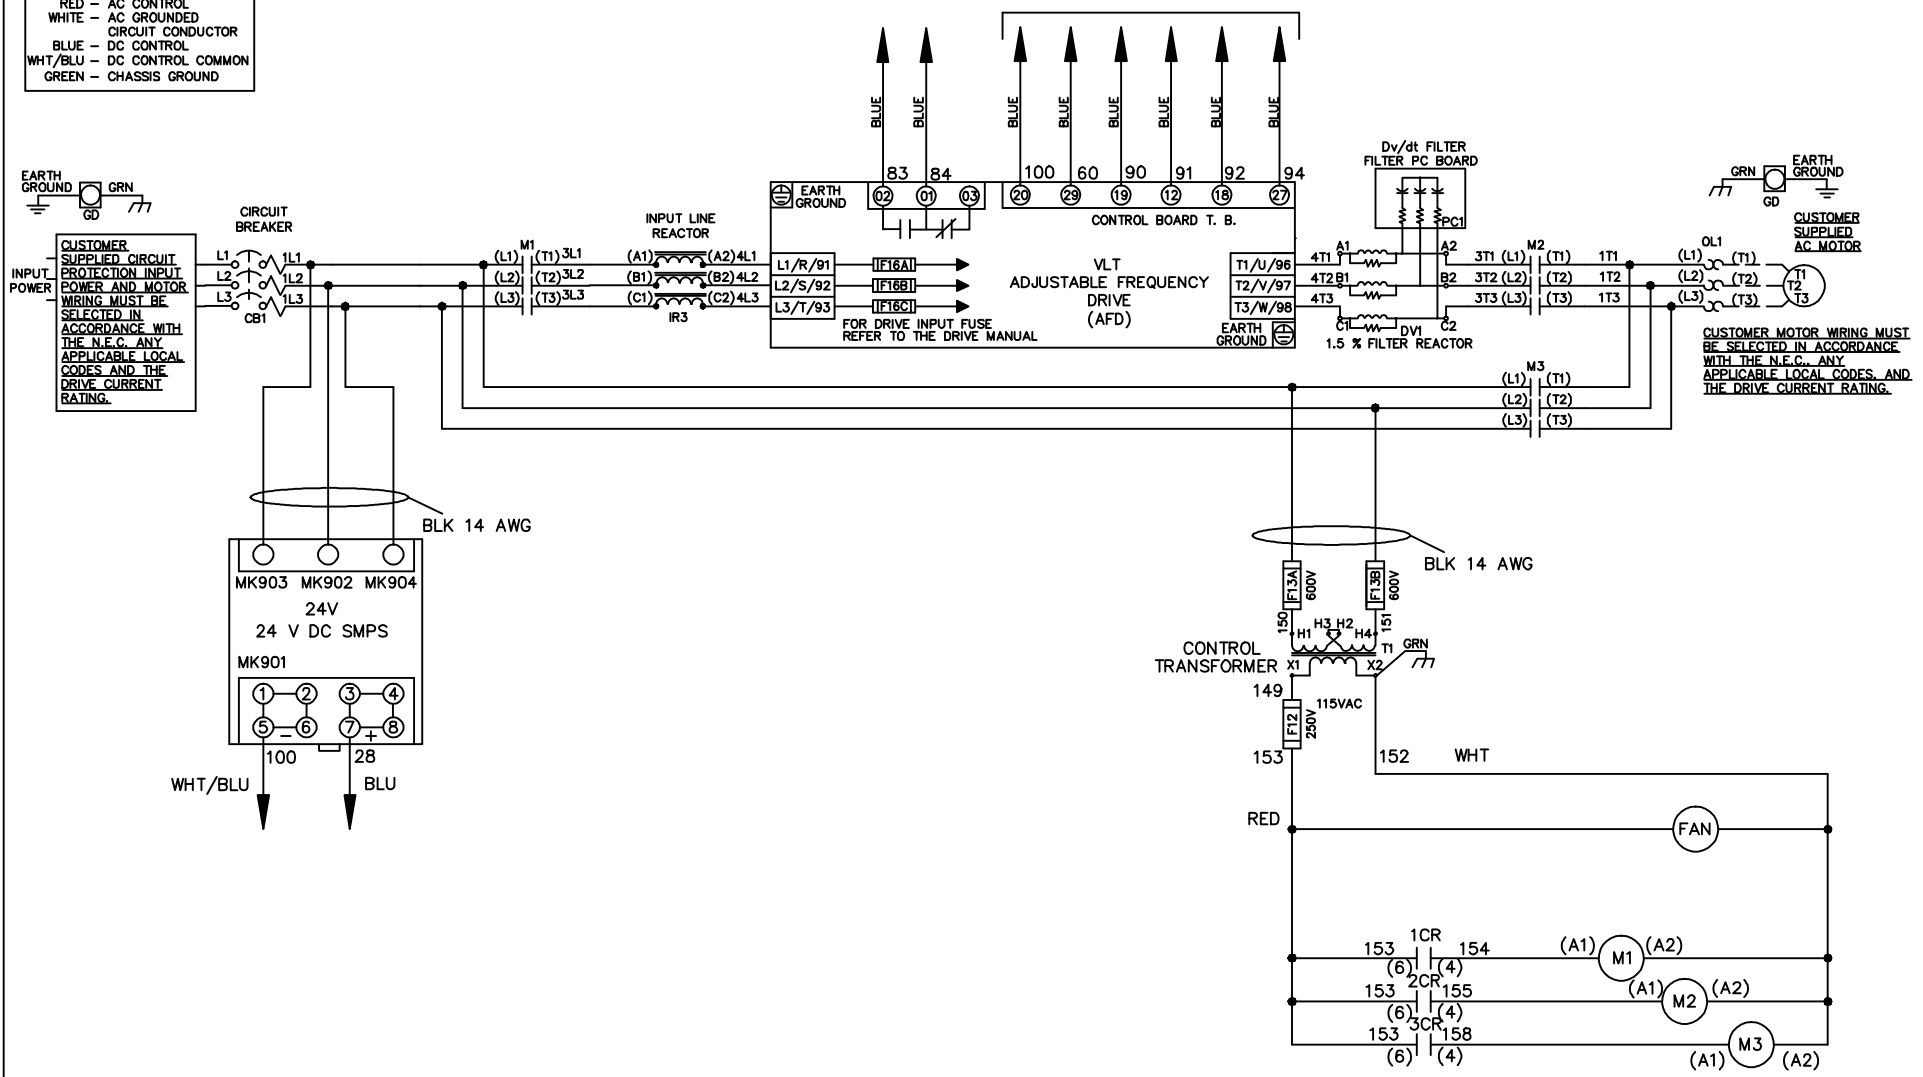 RED – AC CONTROL
WHITE – AC GROUNDED
CIRCUIT CONDUCTOR
BLUE – DC CONTROL
WHT/BLU – DC CONTROL COMMON
GREEN – CHASSIS GROUND
BLUE
BLUE
BLUE
BLUE
BLUE
BLUE
BLUE
BLUE
83
84
100
60
90
91
92
94
02
01
03
20
29
19
12
18
27
EARTH
GROUND
CONTROL BOARD T. B.
EARTH
GROUND
GRN
GD
CIRCUIT
BREAKER
INPUT
POWER
CUSTOMER
SUPPLIED CIRCUIT
PROTECTION INPUT
POWER AND MOTOR
WIRING MUST BE
SELECTED IN
ACCORDANCE WITH
THE N.E.C. ANY
APPLICABLE LOCAL
CODES AND THE
DRIVE CURRENT
RATING.
L1
L2
L3
1L1
1L2
1L3
CB1
M1
(L1) (T1) 3L1
(L2) (T2) 3L2
(L3) (T3) 3L3
INPUT LINE
REACTOR
(A1) (A2) 4L1
(B1) (B2) 4L2
(C1) (C2) 4L3
IR3
L1/R/91
L2/S/92
L3/T/93
F16A
F16B
F16C
FOR DRIVE INPUT FUSE
REFER TO THE DRIVE MANUAL
VLT
ADJUSTABLE FREQUENCY
DRIVE
(AFD)
T1/U/96
T2/V/97
T3/W/98
EARTH
GROUND
Dv/dt FILTER
FILTER PC BOARD
PC1
4T1 A1 A2
4T2 B1 B2
4T3
C1 C2
DV1
1.5 % FILTER REACTOR
M2
3T1 (L1) (T1) 1T1
3T2 (L2) (T2) 1T2
3T3 (L3) (T3) 1T3
OL1
(L1) (T1)
(L2) (T2)
(L3) (T3)
T1
T2
T3
GRN
EARTH
GROUND
GD
CUSTOMER
SUPPLIED
AC MOTOR
CUSTOMER MOTOR WIRING MUST
BE SELECTED IN ACCORDANCE
WITH THE N.E.C., ANY
APPLICABLE LOCAL CODES, AND
THE DRIVE CURRENT RATING.
M3
(L1) (T1)
(L2) (T2)
(L3) (T3)
BLK 14 AWG
MK903 MK902 MK904
24V
24 V DC SMPS
MK901
1 2 3 4
5 6 7 8
– +
100 28
WHT/BLU
BLU
BLK 14 AWG
F13A
600V
F13B
600V
150
151
H1 H3 H2 H4
T1
GRN
CONTROL
TRANSFORMER
X1 X2
149
115VAC
F12
250V
153
152
WHT
RED
FAN
1CR
153 154
(6) (4)
(A1) M1 (A2)
2CR
153 155
(6) (4)
(A1) M2 (A2)
3CR
153 158
(6) (4)
(A1) M3 (A2)